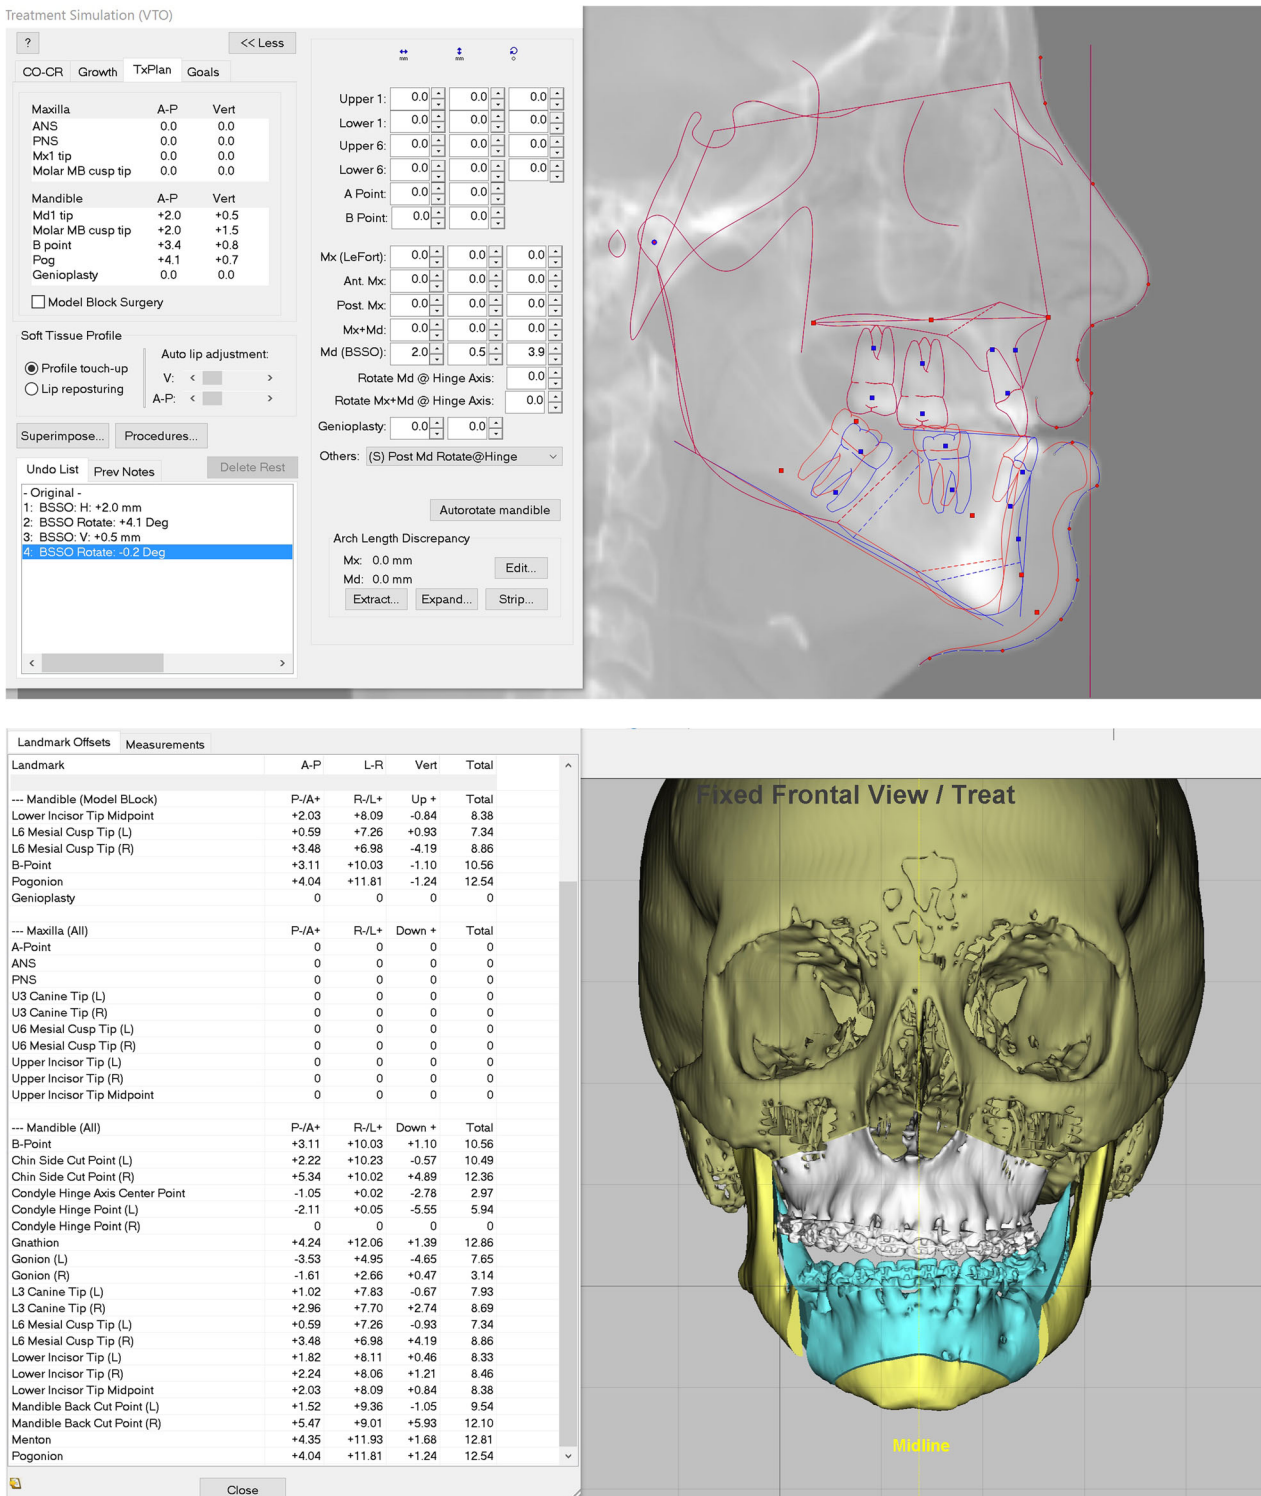 Treatment Simulation (VTO)
? << Less
CO-CR Growth TxPlan Goals
Maxilla A-P Vert
ANS 0.0 0.0
PNS 0.0 0.0
Mx1 tip 0.0 0.0
Molar MB cusp tip 0.0 0.0
Mandible A-P Vert
Md1 tip +2.0 +0.5
Molar MB cusp tip +2.0 +1.5
B point +3.4 +0.8
Pog +4.1 +0.7
Genioplasty 0.0 0.0
Model Block Surgery
Soft Tissue Profile
Profile touch-up
Lip reposturing
Auto lip adjustment:
V: < >
A-P: < >
Superimpose... Procedures...
Undo List Prev Notes Delete Rest
- Original -
1: BSSO: H: +2.0 mm
2: BSSO Rotate: +4.1 Deg
3: BSSO: V: +0.5 mm
4: BSSO Rotate: -0.2 Deg
< >
mm mm o
Upper 1: 0.0 0.0 0.0
Lower 1: 0.0 0.0 0.0
Upper 6: 0.0 0.0 0.0
Lower 6: 0.0 0.0 0.0
A Point: 0.0 0.0
B Point: 0.0 0.0
Mx (LeFort): 0.0 0.0 0.0
Ant. Mx: 0.0 0.0 0.0
Post. Mx: 0.0 0.0 0.0
Mx+Md: 0.0 0.0 0.0
Md (BSSO): 2.0 0.5 3.9
Rotate Md @ Hinge Axis: 0.0
Rotate Mx+Md @ Hinge Axis: 0.0
Genioplasty: 0.0 0.0
Others: (S) Post Md Rotate@Hinge
Autorotate mandible
Arch Length Discrepancy
Mx: 0.0 mm
Md: 0.0 mm
Edit...
Extract... Expand... Strip...
Landmark Offsets Measurements
Landmark A-P L-R Vert Total
--- Mandible (Model BLock) P-/A+ R-/L+ Up + Total
Lower Incisor Tip Midpoint +2.03 +8.09 -0.84 8.38
L6 Mesial Cusp Tip (L) +0.59 +7.26 +0.93 7.34
L6 Mesial Cusp Tip (R) +3.48 +6.98 -4.19 8.86
B-Point +3.11 +10.03 -1.10 10.56
Pogonion +4.04 +11.81 -1.24 12.54
Genioplasty 0 0 0 0
--- Maxilla (All) P-/A+ R-/L+ Down + Total
A-Point 0 0 0 0
ANS 0 0 0 0
PNS 0 0 0 0
U3 Canine Tip (L) 0 0 0 0
U3 Canine Tip (R) 0 0 0 0
U6 Mesial Cusp Tip (L) 0 0 0 0
U6 Mesial Cusp Tip (R) 0 0 0 0
Upper Incisor Tip (L) 0 0 0 0
Upper Incisor Tip (R) 0 0 0 0
Upper Incisor Tip Midpoint 0 0 0 0
--- Mandible (All) P-/A+ R-/L+ Down + Total
B-Point +3.11 +10.03 +1.10 10.56
Chin Side Cut Point (L) +2.22 +10.23 -0.57 10.49
Chin Side Cut Point (R) +5.34 +10.02 +4.89 12.36
Condyle Hinge Axis Center Point -1.05 +0.02 -2.78 2.97
Condyle Hinge Point (L) -2.11 +0.05 -5.55 5.94
Condyle Hinge Point (R) 0 0 0 0
Gnathion +4.24 +12.06 +1.39 12.86
Gonion (L) -3.53 +4.95 -4.65 7.65
Gonion (R) -1.61 +2.66 +0.47 3.14
L3 Canine Tip (L) +1.02 +7.83 -0.67 7.93
L3 Canine Tip (R) +2.96 +7.70 +2.74 8.69
L6 Mesial Cusp Tip (L) +0.59 +7.26 -0.93 7.34
L6 Mesial Cusp Tip (R) +3.48 +6.98 +4.19 8.86
Lower Incisor Tip (L) +1.82 +8.11 +0.46 8.33
Lower Incisor Tip (R) +2.24 +8.06 +1.21 8.46
Lower Incisor Tip Midpoint +2.03 +8.09 +0.84 8.38
Mandible Back Cut Point (L) +1.52 +9.36 -1.05 9.54
Mandible Back Cut Point (R) +5.47 +9.01 +5.93 12.10
Menton +4.35 +11.93 +1.68 12.81
Pogonion +4.04 +11.81 +1.24 12.54
Close
Fixed Frontal View / Treat
Midline